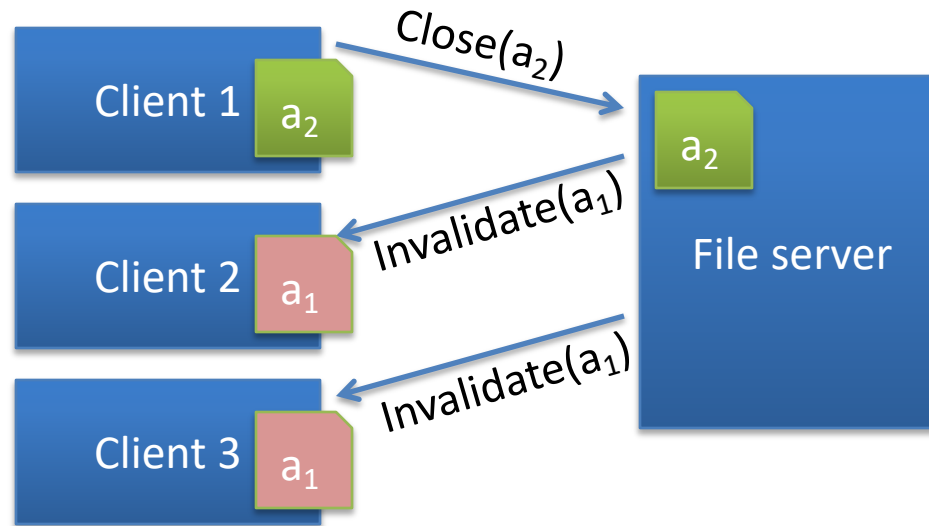 Close(a₂)
Client 1
a₂
a₂
Invalidate(a₁)
Client 2
a₁
File server
Invalidate(a₁)
Client 3
a₁